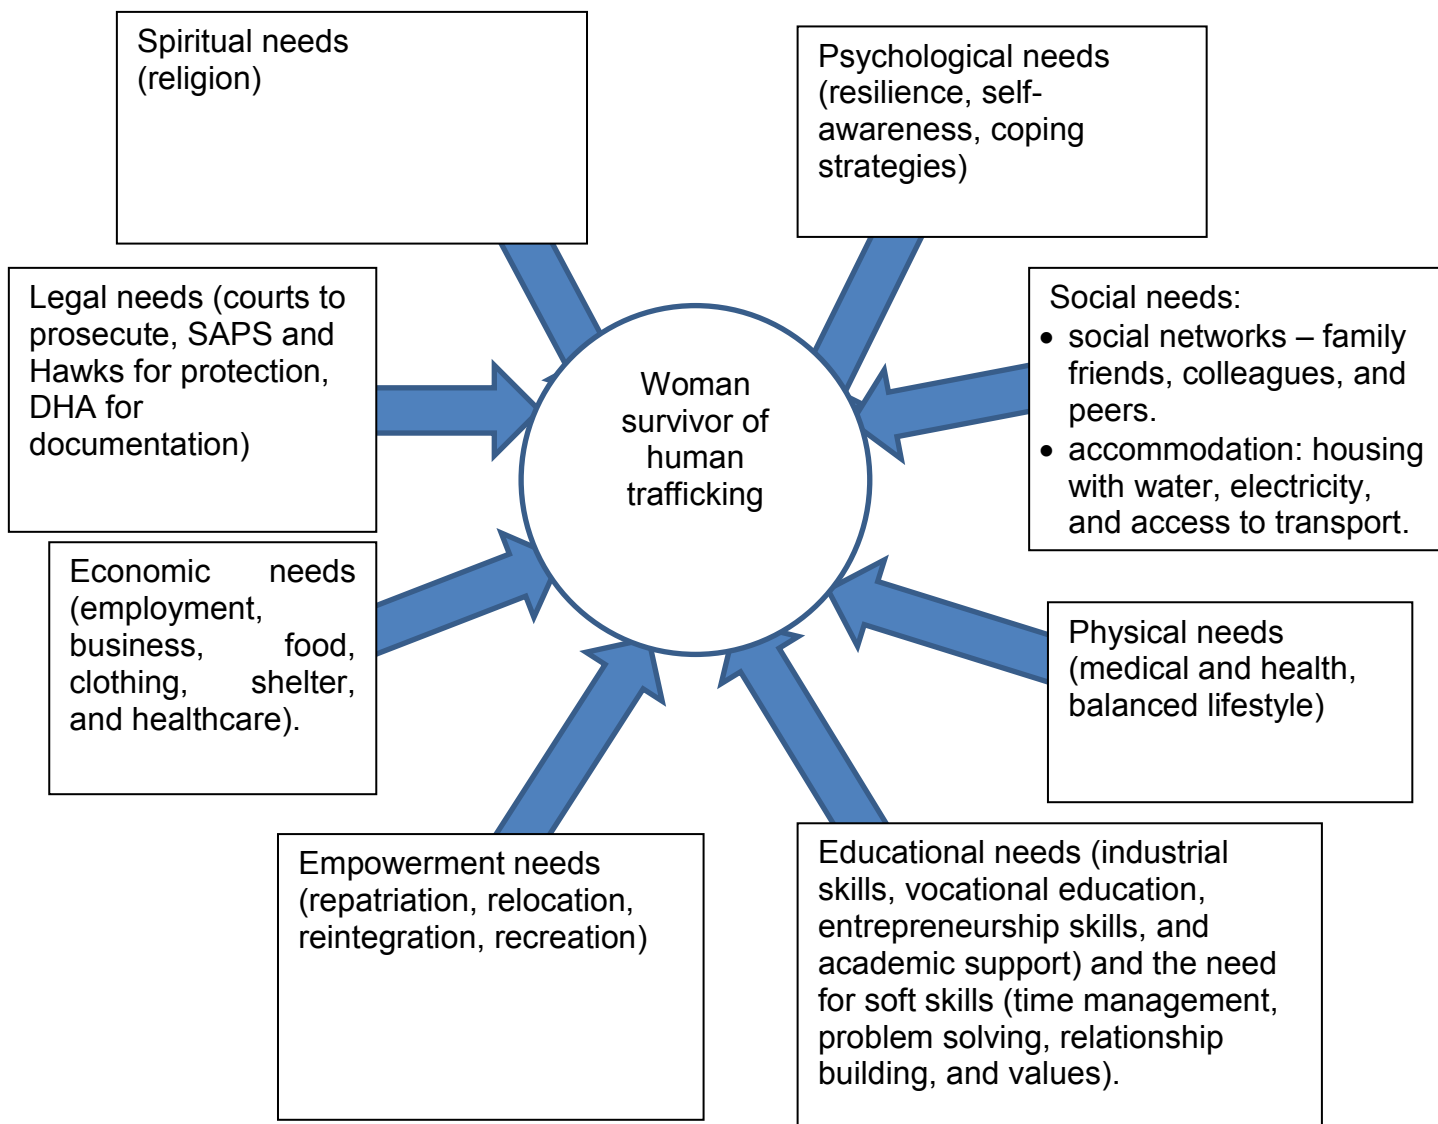 Spiritual needs
(religion)
Psychological needs
(resilience, self-
awareness, coping
strategies)
Legal needs (courts to
prosecute, SAPS and
Hawks for protection,
DHA for
documentation)
Social needs:
• social networks – family
friends, colleagues, and
peers.
• accommodation: housing
with water, electricity,
and access to transport.
Woman
survivor of
human
trafficking
Economic needs
(employment,
business, food,
clothing, shelter,
and healthcare).
Physical needs
(medical and health,
balanced lifestyle)
Empowerment needs
(repatriation, relocation,
reintegration, recreation)
Educational needs (industrial
skills, vocational education,
entrepreneurship skills, and
academic support) and the need
for soft skills (time management,
problem solving, relationship
building, and values).